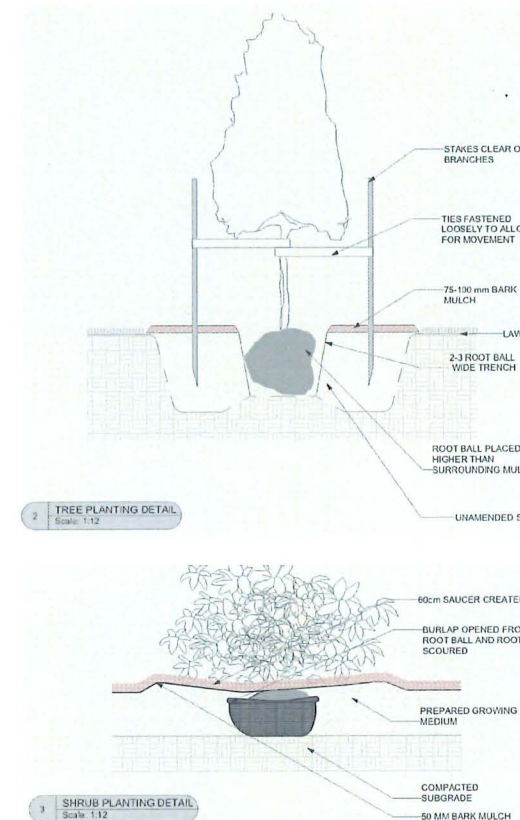 STAKES CLEAR O
BRANCHES
TIES FASTENED
LOOSELY TO ALLO
FOR MOVEMENT
75-100 mm BARK
MULCH
LAW
2-3 ROOT BALL
WIDE TRENCH
ROOT BALL PLACED
HIGHER THAN
SURROUNDING MUL
UNAMENDED S
2
TREE PLANTING DETAIL
Scale: 1:12
60cm SAUCER CREATE
BURLAP OPENED FRO
ROOT BALL AND ROOT
SCOURED
PREPARED GROWING
MEDIUM
COMPACTED
SUBGRADE
50 MM BARK MULCH
3
SHRUB PLANTING DETAIL
Scale: 1:12